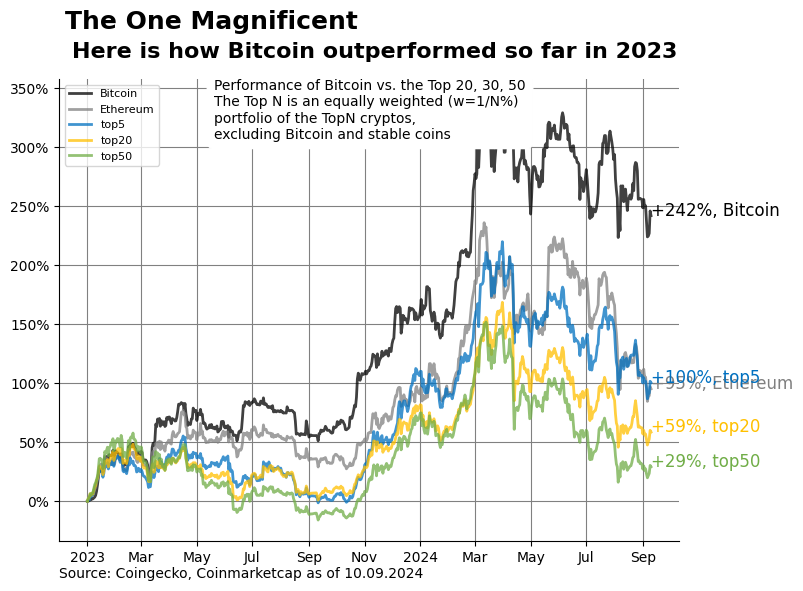 The One Magnificent
Here is how Bitcoin outperformed so far in 2023
350%
300%
250%
200%
150%
100%
50%
0%
Bitcoin
Ethereum
top5
top20
top50
Performance of Bitcoin vs. the Top 20, 30, 50
The Top N is an equally weighted (w=1/N%)
portfolio of the TopN cryptos,
excluding Bitcoin and stable coins
+242%, Bitcoin
+100%, top5
+95%, Ethereum
+59%, top20
+29%, top50
2023 Mar May Jul Sep Nov 2024 Mar May Jul Sep
Source: Coingecko, Coinmarketcap as of 10.09.2024